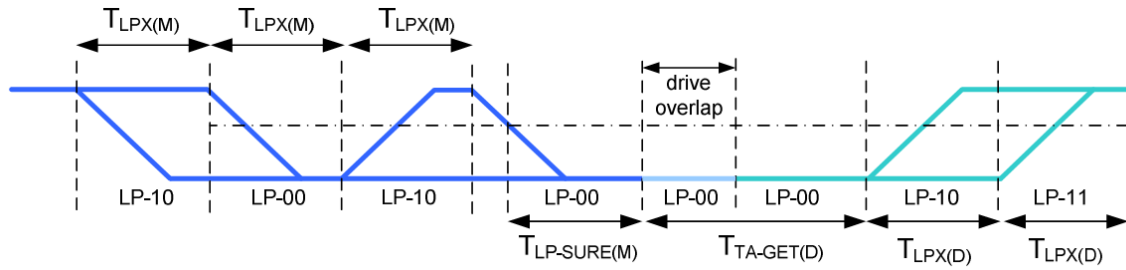 TLPX(M) TLPX(M) TLPX(M)
drive
overlap
LP-10 LP-00 LP-10 LP-00 LP-00 LP-00 LP-10 LP-11
TLP-SURE(M) TTA-GET(D) TLPX(D) TLPX(D)